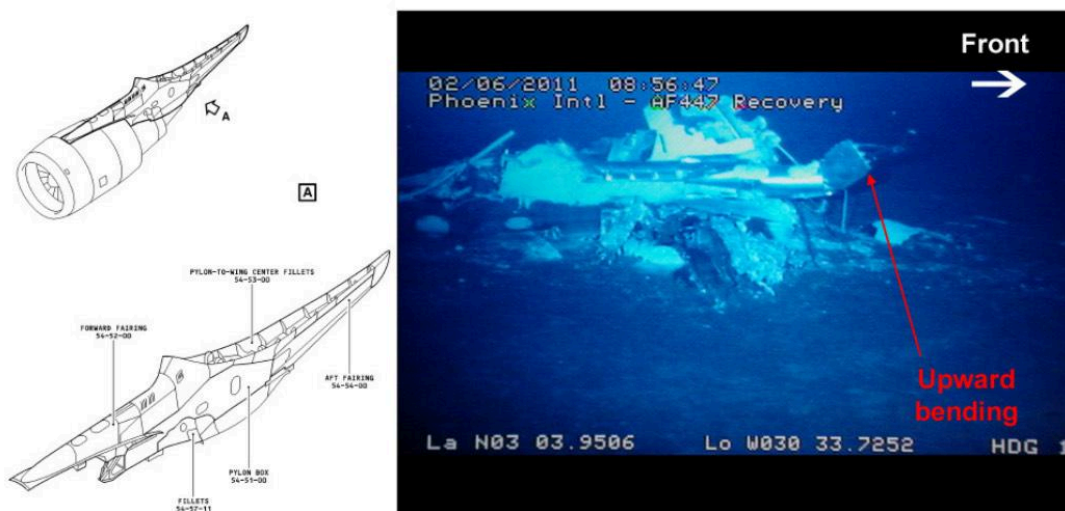 A
A
PYLON-TO-WING CENTER FILLETS
54-53-00
FORWARD FAIRING
54-52-00
AFT FAIRING
54-54-00
PYLON BOX
54-51-00
FILLETS
54-57-11
Front
02/06/2011 08:56:47
Phoenix Intl - AF447 Recovery
Upward
bending
La N03 03.9506 Lo W030 33.7252 HDG 1